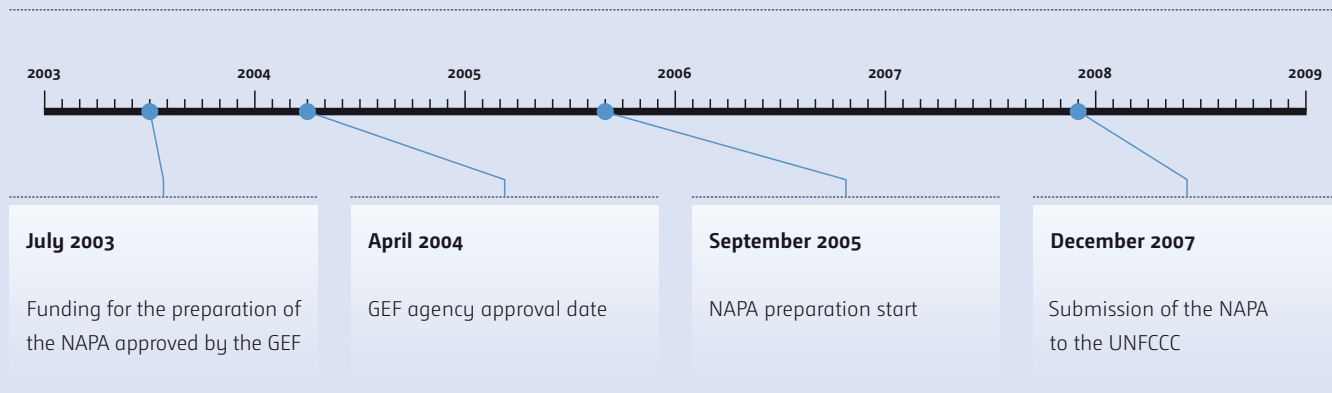 2003 2004 2005 2006 2007 2008 2009
July 2003
Funding for the preparation of
the NAPA approved by the GEF
April 2004
GEF agency approval date
September 2005
NAPA preparation start
December 2007
Submission of the NAPA
to the UNFCCC